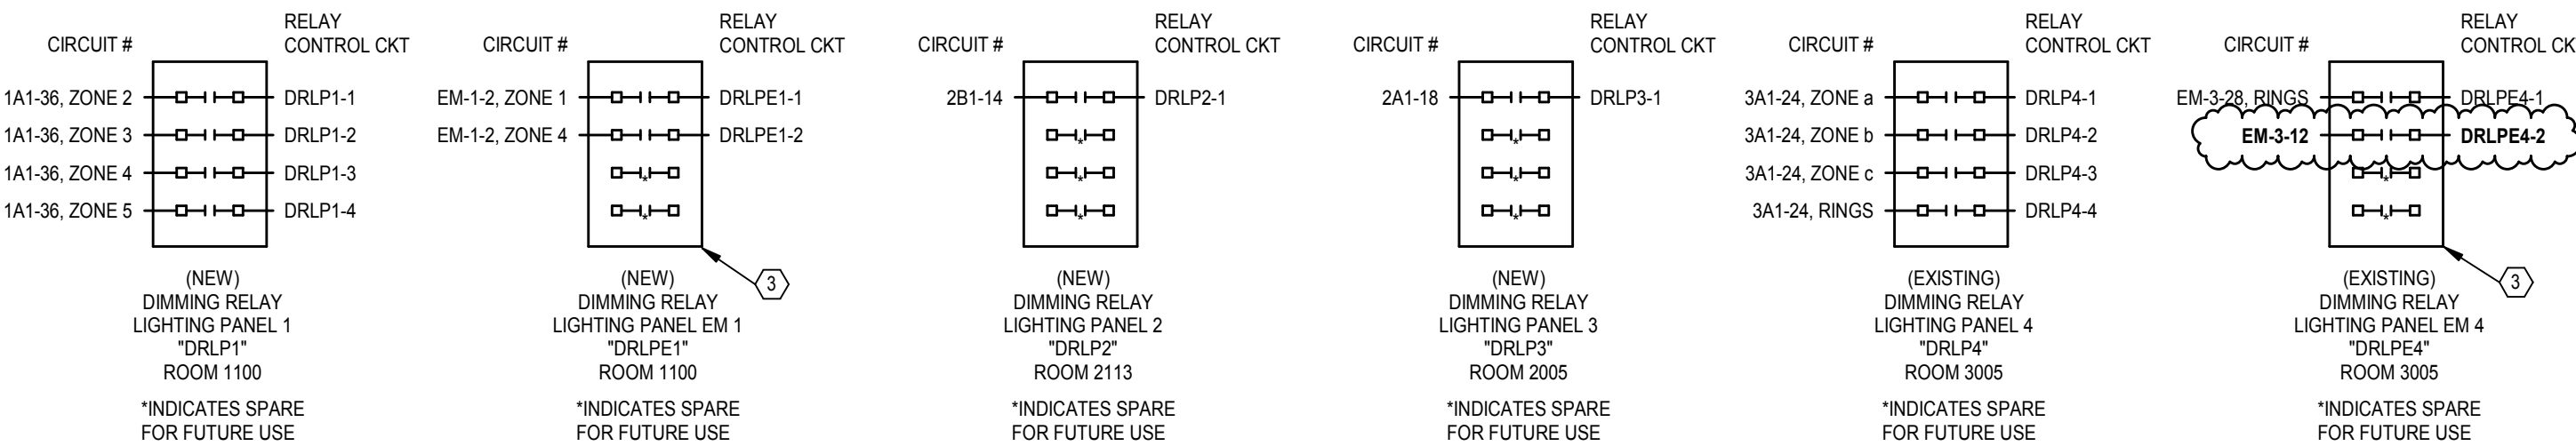 CIRCUIT #
RELAY
CONTROL CKT
1A1-36, ZONE 2
DRLP1-1
1A1-36, ZONE 3
DRLP1-2
1A1-36, ZONE 4
DRLP1-3
1A1-36, ZONE 5
DRLP1-4
(NEW)
DIMMING RELAY
LIGHTING PANEL 1
"DRLP1"
ROOM 1100
*INDICATES SPARE
FOR FUTURE USE
CIRCUIT #
RELAY
CONTROL CKT
EM-1-2, ZONE 1
DRLPE1-1
EM-1-2, ZONE 4
DRLPE1-2
*
*
3
(NEW)
DIMMING RELAY
LIGHTING PANEL EM 1
"DRLPE1"
ROOM 1100
*INDICATES SPARE
FOR FUTURE USE
CIRCUIT #
RELAY
CONTROL CKT
2B1-14
DRLP2-1
*
*
*
(NEW)
DIMMING RELAY
LIGHTING PANEL 2
"DRLP2"
ROOM 2113
*INDICATES SPARE
FOR FUTURE USE
CIRCUIT #
RELAY
CONTROL CKT
2A1-18
DRLP3-1
*
*
*
(NEW)
DIMMING RELAY
LIGHTING PANEL 3
"DRLP3"
ROOM 2005
*INDICATES SPARE
FOR FUTURE USE
CIRCUIT #
RELAY
CONTROL CKT
3A1-24, ZONE a
DRLP4-1
3A1-24, ZONE b
DRLP4-2
3A1-24, ZONE c
DRLP4-3
3A1-24, RINGS
DRLP4-4
(EXISTING)
DIMMING RELAY
LIGHTING PANEL 4
"DRLP4"
ROOM 3005
*INDICATES SPARE
FOR FUTURE USE
CIRCUIT #
RELAY
CONTROL CK
EM-3-28, RINGS
DRLPE4-1
EM-3-12
DRLPE4-2
*
*
3
(EXISTING)
DIMMING RELAY
LIGHTING PANEL EM 4
"DRLPE4"
ROOM 3005
*INDICATES SPARE
FOR FUTURE USE